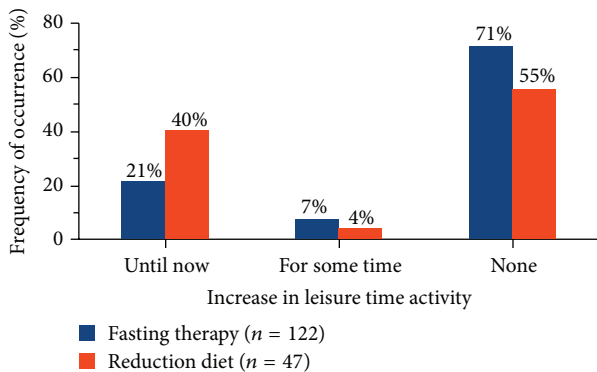 Frequency of occurrence (%)
80
60
40
20
0
21%
40%
7%
4%
71%
55%
Until now
For some time
None
Increase in leisure time activity
Fasting therapy (n = 122)
Reduction diet (n = 47)